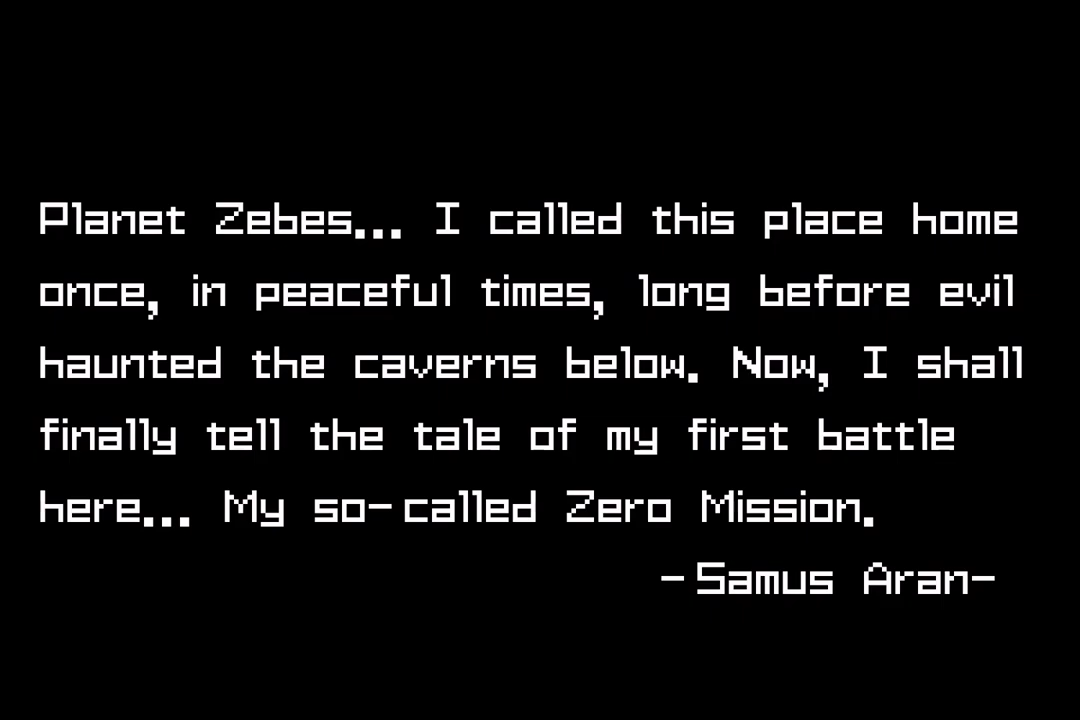 Planet Zebes... I called this place home
once, in peaceful times, long before evil
haunted the caverns below. Now, I shall
finally tell the tale of my first battle
here... My so-called Zero Mission.
-Samus Aran-